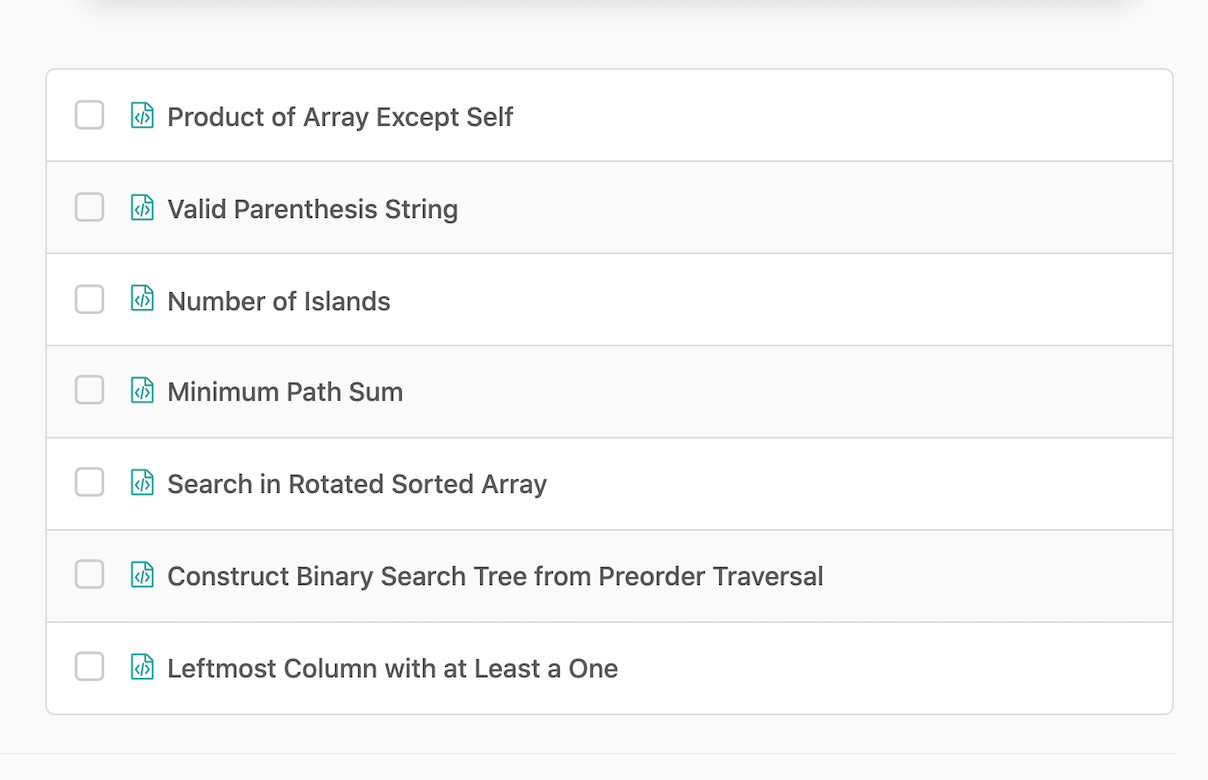 Product of Array Except Self
Valid Parenthesis String
Number of Islands
Minimum Path Sum
Search in Rotated Sorted Array
Construct Binary Search Tree from Preorder Traversal
Leftmost Column with at Least a One